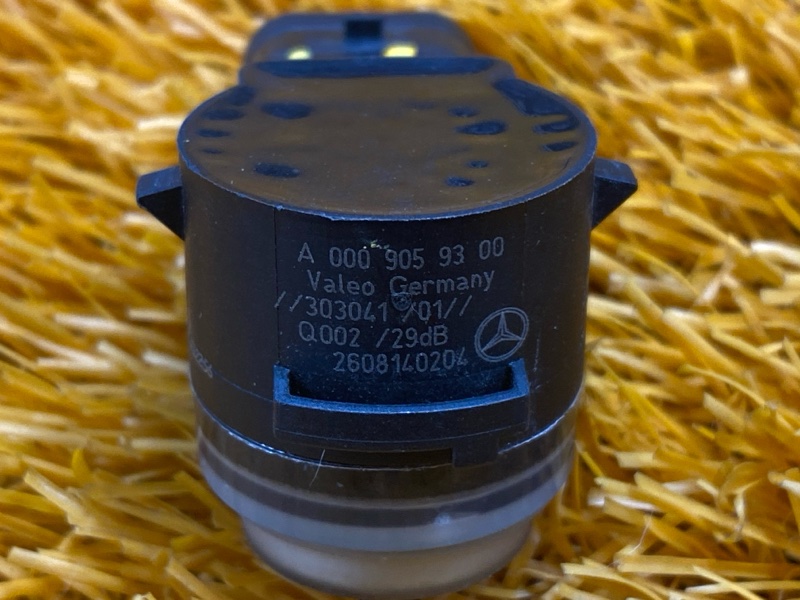 A 000 905 93 00
Valeo Germany
//303041 /01//
Q002 /29dB
2608140204